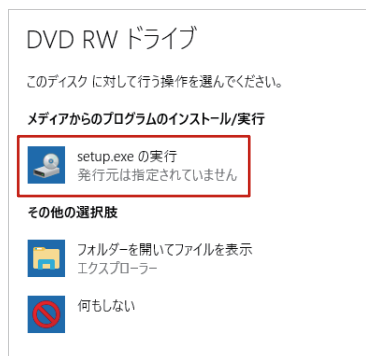 DVD RW ドライブ
このディスク に対して行う操作を選んでください。
メディアからのプログラムのインストール/実行
setup.exe の実行
発行元は指定されていません
その他の選択肢
フォルダーを開いてファイルを表示
エクスプローラー
何もしない